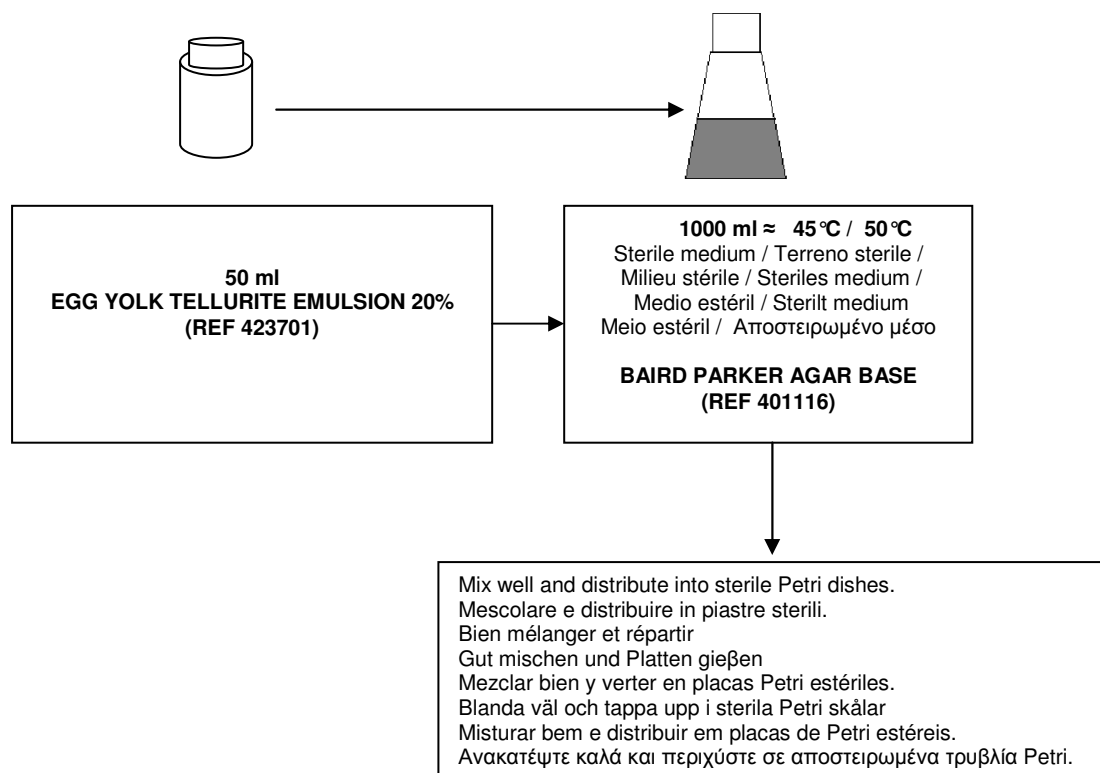 50 ml
EGG YOLK TELLURITE EMULSION 20%
(REF 423701)
1000 ml ≈ 45°C / 50°C
Sterile medium / Terreno sterile /
Milieu stérile / Steriles medium /
Medio estéril / Sterilt medium
Meio estéril / Αποστειρωμένο μέσο
BAIRD PARKER AGAR BASE
(REF 401116)
Mix well and distribute into sterile Petri dishes.
Mescolare e distribuire in piastre sterili.
Bien mélanger et répartir
Gut mischen und Platten gieβen
Mezclar bien y verter en placas Petri estériles.
Blanda väl och tappa upp i sterila Petri skålar
Misturar bem e distribuir em placas de Petri estéreis.
Ανακατέψτε καλά και περιχύστε σε αποστειρωμένα τρυβλία Petri.